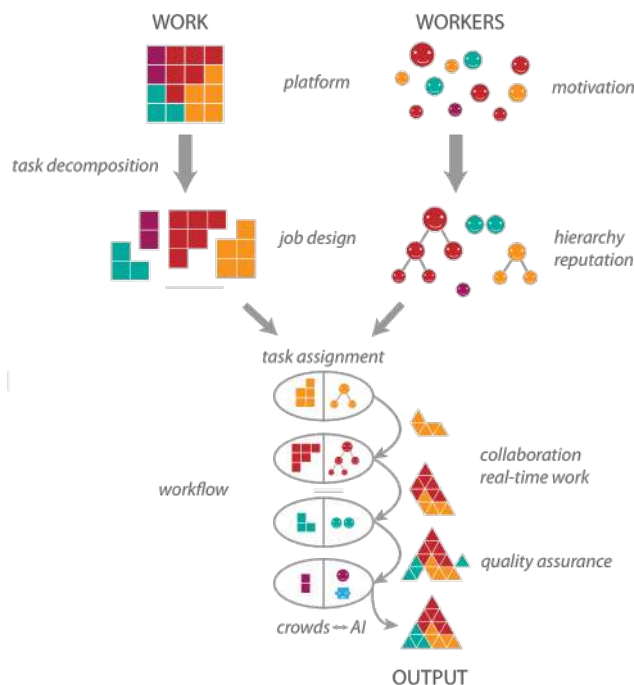 WORK
WORKERS
platform
motivation
task decomposition
job design
hierarchy
reputation
task assignment
collaboration
real-time work
workflow
quality assurance
crowds ↔ AI
OUTPUT